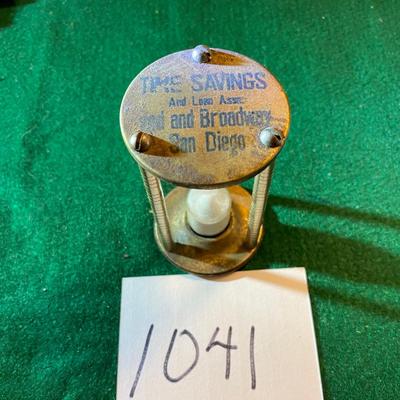 TIME SAVINGS
And Loan Assn.
and Broadway
San Diego
1041